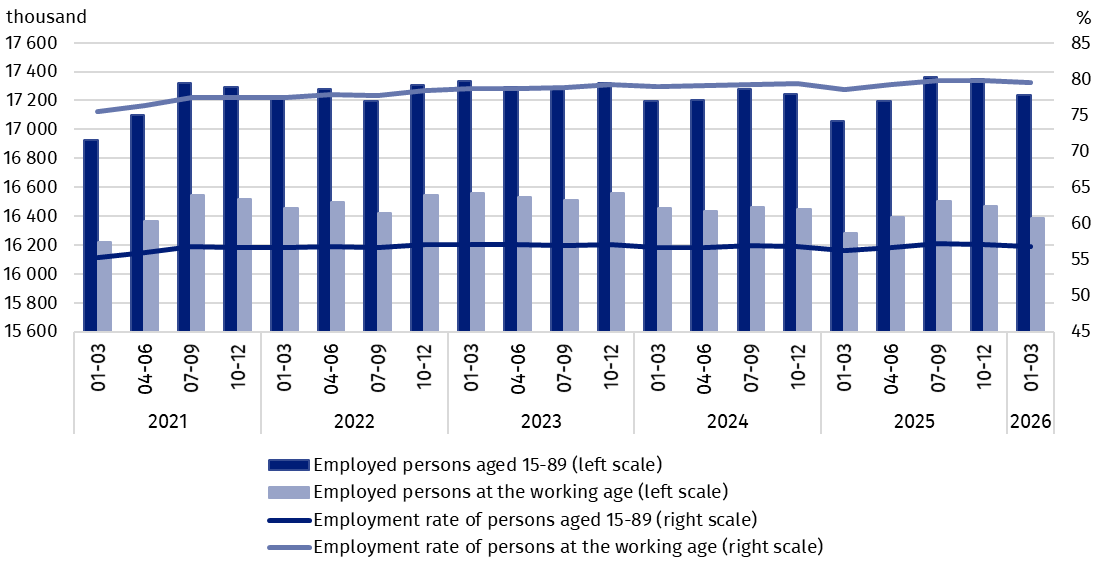 thousand %
17 600 85
17 400 80
17 200 75
17 000 70
16 800 65
16 600 60
16 400 55
16 200 50
16 000 45
15 800
15 600
01-03 04-06 07-09 10-12 01-03 04-06 07-09 10-12 01-03 04-06 07-09 10-12 01-03 04-06 07-09 10-12 01-03 04-06 07-09 10-12 01-03
2021 2022 2023 2024 2025 2026
Employed persons aged 15-89 (left scale)
Employed persons at the working age (left scale)
Employment rate of persons aged 15-89 (right scale)
Employment rate of persons at the working age (right scale)